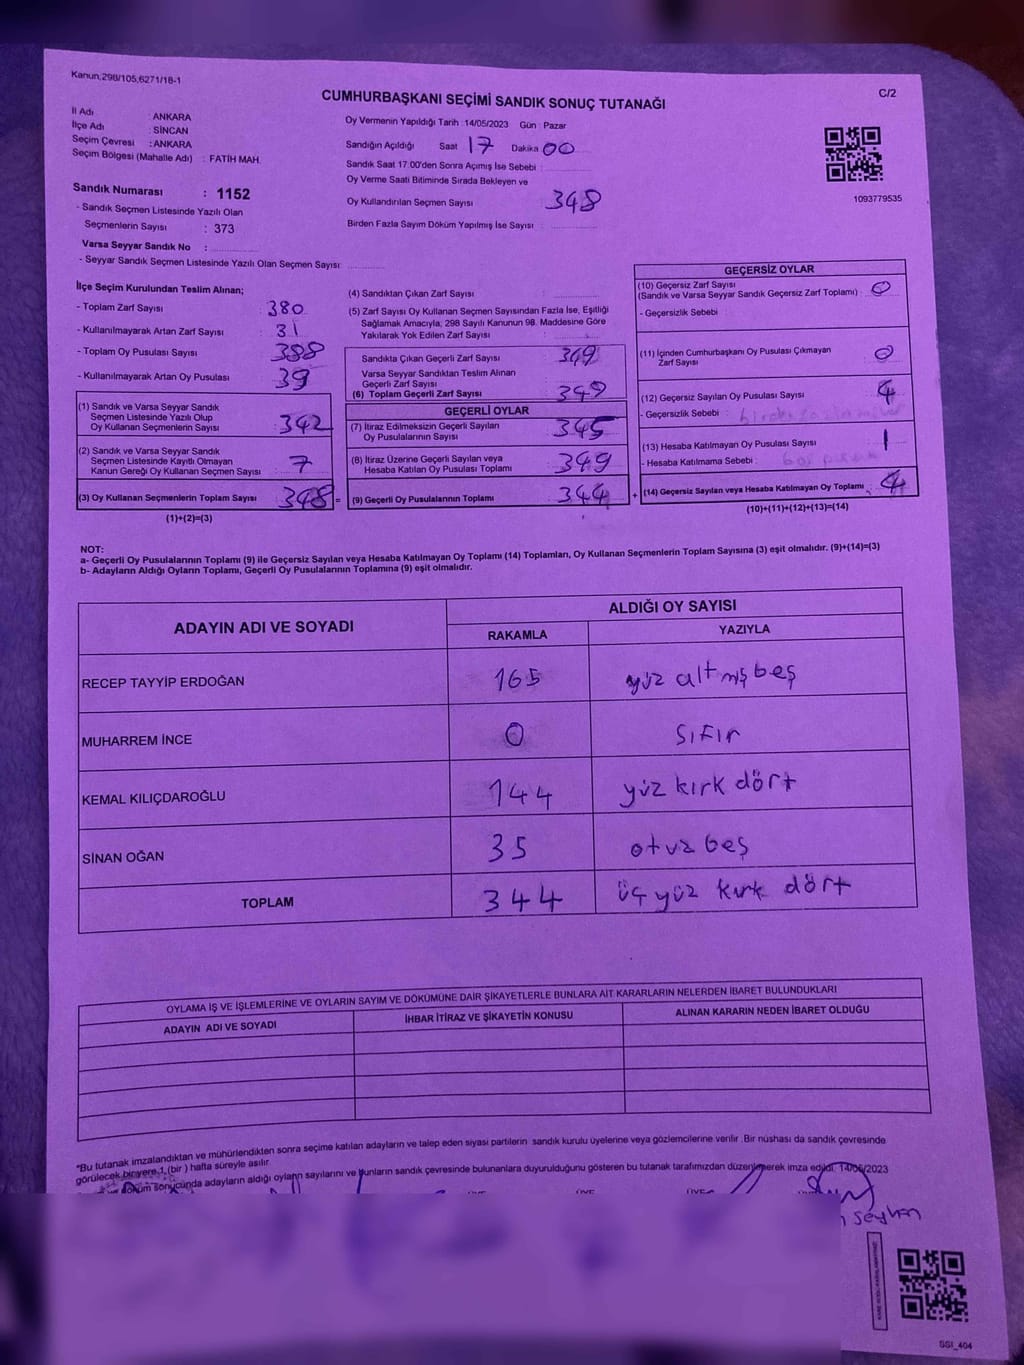 Kanun,298/105,6271/18-1
C/2
CUMHURBAŞKANI SEÇİMİ SANDIK SONUÇ TUTANAĞI
İl Adı : ANKARA
İlçe Adı : SİNCAN
Seçim Çevresi : ANKARA
Seçim Bölgesi (Mahalle Adı) : FATİH MAH.
Sandık Numarası : 1152
- Sandık Seçmen Listesinde Yazılı Olan
Seçmenlerin Sayısı : 373
Varsa Seyyar Sandık No :
- Seyyar Sandık Seçmen Listesinde Yazılı Olan Seçmen Sayısı:
Oy Vermenin Yapıldığı Tarih :14/05/2023 Gün : Pazar
Sandığın Açıldığı Saat 17 Dakika 00
Sandık Saat 17:00'den Sonra Açımış İse Sebebi :
Oy Verme Saati Bitiminde Sırada Bekleyen ve
Oy Kullandırılan Seçmen Sayısı 348
Birden Fazla Sayım Döküm Yapılmış İse Sayısı :
1093779535
İlçe Seçim Kurulundan Teslim Alınan;
- Toplam Zarf Sayısı : 380
- Kullanılmayarak Artan Zarf Sayısı : 31
- Toplam Oy Pusulası Sayısı : 388
- Kullanılmayarak Artan Oy Pusulası : 39
(1) Sandık ve Varsa Seyyar Sandık
Seçmen Listesinde Yazılı Olup
Oy Kullanan Seçmenlerin Sayısı : 342
(2) Sandık ve Varsa Seyyar Sandık
Seçmen Listesinde Kayıtlı Olmayan
Kanun Gereği Oy Kullanan Seçmen Sayısı : 7
(3) Oy Kullanan Seçmenlerin Toplam Sayısı : 348 =
(1)+(2)=(3)
(4) Sandıktan Çıkan Zarf Sayısı :
(5) Zarf Sayısı Oy Kullanan Seçmen Sayısından Fazla İse, Eşitliği
Sağlamak Amacıyla; 298 Sayılı Kanunun 98. Maddesine Göre
Yakılarak Yok Edilen Zarf Sayısı :
Sandıkta Çıkan Geçerli Zarf Sayısı : 349
Varsa Seyyar Sandıktan Teslim Alınan
Geçerli Zarf Sayısı
(6) Toplam Geçerli Zarf Sayısı : 349
GEÇERLİ OYLAR
(7) İtiraz Edilmeksizin Geçerli Sayılan
Oy Pusulalarının Sayısı : 345
(8) İtiraz Üzerine Geçerli Sayılan veya
Hesaba Katılan Oy Pusulası Toplamı : 349
(9) Geçerli Oy Pusulalarının Toplamı : 344 +
GEÇERSİZ OYLAR
(10) Geçersiz Zarf Sayısı
(Sandık ve Varsa Seyyar Sandık Geçersiz Zarf Toplamı) : 0
- Geçersizlik Sebebi :
(11) İçinden Cumhurbaşkanı Oy Pusulası Çıkmayan
Zarf Sayısı : 0
(12) Geçersiz Sayılan Oy Pusulası Sayısı : 4
- Geçersizlik Sebebi :
(13) Hesaba Katılmayan Oy Pusulası Sayısı : 1
- Hesaba Katılmama Sebebi :
(14) Geçersiz Sayılan veya Hesaba Katılmayan Oy Toplamı : 4
(10)+(11)+(12)+(13)=(14)
NOT:
a- Geçerli Oy Pusulalarının Toplamı (9) ile Geçersiz Sayılan veya Hesaba Katılmayan Oy Toplamı (14) Toplamları, Oy Kullanan Seçmenlerin Toplam Sayısına (3) eşit olmalıdır. (9)+(14)=(3)
b- Adayların Aldığı Oyların Toplamı, Geçerli Oy Pusulalarının Toplamına (9) eşit olmalıdır.
ADAYIN ADI VE SOYADI
ALDIĞI OY SAYISI
RAKAMLA YAZIYLA
RECEP TAYYİP ERDOĞAN 165 yüz altmış beş
MUHARREM İNCE 0 sıfır
KEMAL KILIÇDAROĞLU 144 yüz kırk dört
SİNAN OĞAN 35 otuz beş
TOPLAM 344 üç yüz kırk dört
OYLAMA İŞ VE İŞLEMLERİNE VE OYLARIN SAYIM VE DÖKÜMÜNE DAİR ŞİKAYETLERLE BUNLARA AİT KARARLARIN NELERDEN İBARET BULUNDUKLARI
ADAYIN ADI VE SOYADI İHBAR İTİRAZ VE ŞİKAYETİN KONUSU ALINAN KARARIN NEDEN İBARET OLDUĞU
*Bu tutanak imzalandıktan ve mühürlendikten sonra seçime katılan adayların ve talep eden siyasi partilerin sandık kurulu üyelerine veya gözlemcilerine verilir. Bir nüshası da sandık çevresinde
görülecek biryere 1 (bir) hafta süreyle asılır.
döküm sonucunda adayların aldığı oyların sayılarını ve bunların sandık çevresinde bulunanlara duyurulduğunu gösteren bu tutanak tarafımızdan düzenlenerek imza edildi. 14/05/2023
ÜYE ÜYE ÜYE
Seyhan
SSI_404